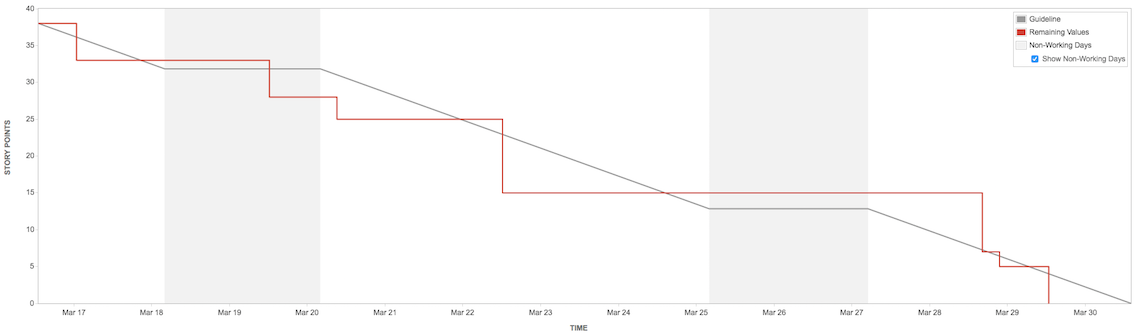 40
35
30
25
20
15
10
5
0
STORY POINTS
Mar 17 Mar 18 Mar 19 Mar 20 Mar 21 Mar 22 Mar 23 Mar 24 Mar 25 Mar 26 Mar 27 Mar 28 Mar 29 Mar 30
TIME
Guideline
Remaining Values
Non-Working Days
Show Non-Working Days